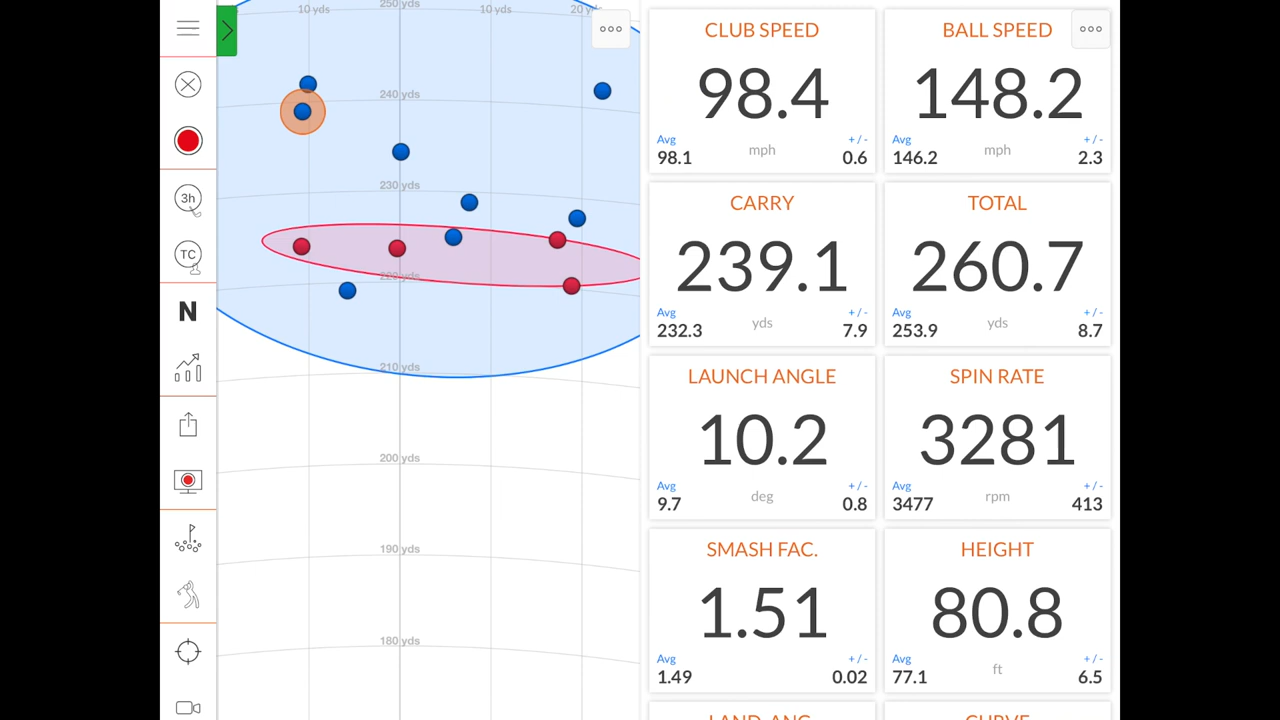 3h
TC
N
10 yds
250 yds
10 yds
20 yds
240 yds
230 yds
220 yds
210 yds
200 yds
190 yds
180 yds
CLUB SPEED
98.4
Avg
98.1
mph
+ / -
0.6
BALL SPEED
148.2
Avg
146.2
mph
+ / -
2.3
CARRY
239.1
Avg
232.3
yds
+ / -
7.9
TOTAL
260.7
Avg
253.9
yds
+ / -
8.7
LAUNCH ANGLE
10.2
Avg
9.7
deg
+ / -
0.8
SPIN RATE
3281
Avg
3477
rpm
+ / -
413
SMASH FAC.
1.51
Avg
1.49
+ / -
0.02
HEIGHT
80.8
Avg
77.1
ft
+ / -
6.5
LAND. ANG.
CURVE